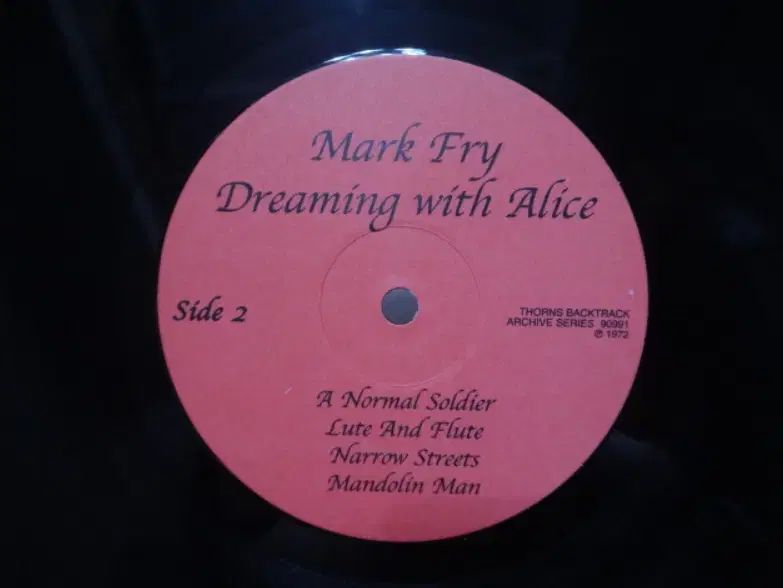 Mark Fry
Dreaming with Alice
Side 2
THORNS BACKTRACK
ARCHIVE SERIES 90991
℗ 1972
A Normal Soldier
Lute And Flute
Narrow Streets
Mandolin Man